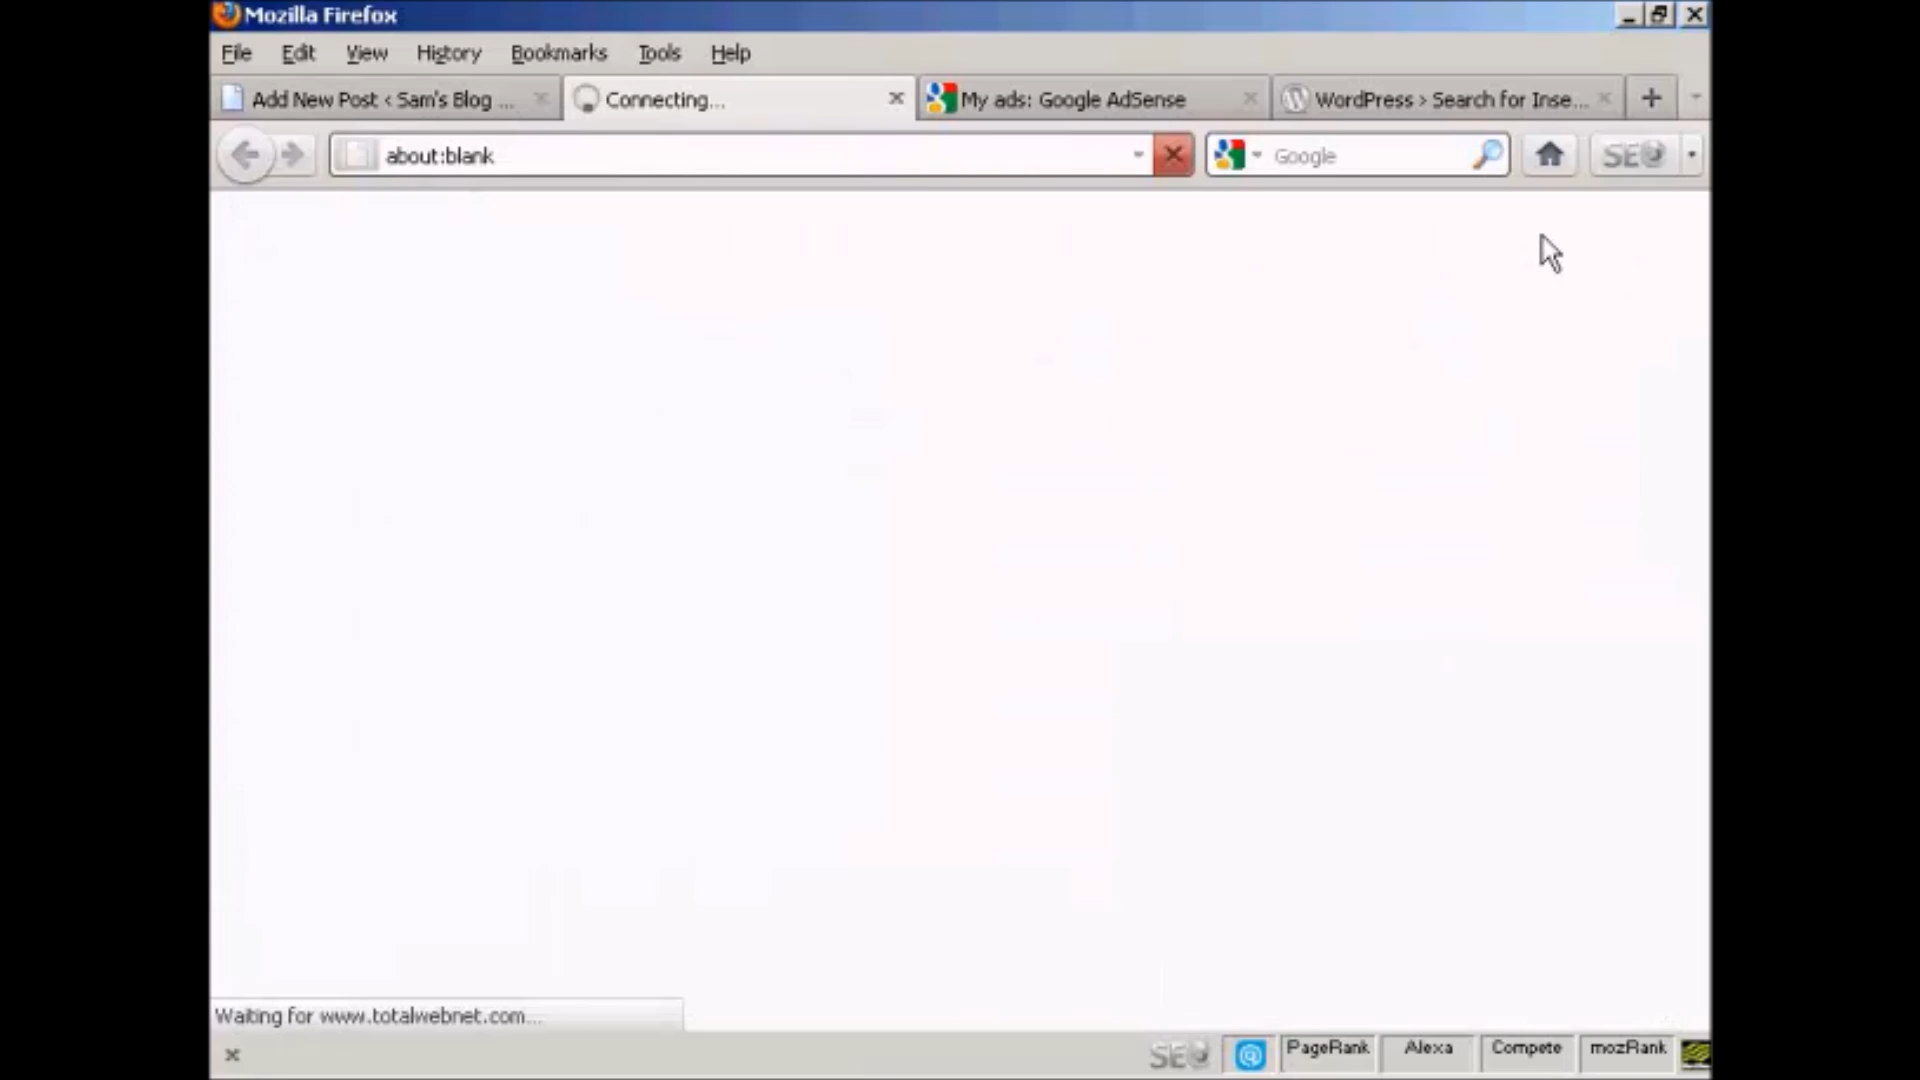 Mozilla Firefox
File Edit View History Bookmarks Tools Help
Add New Post ‹ Sam's Blog ... Connecting... My ads: Google AdSense WordPress › Search for Inse... +
about:blank Google SEO
Waiting for www.totalwebnet.com...
SEO PageRank Alexa Compete mozRank